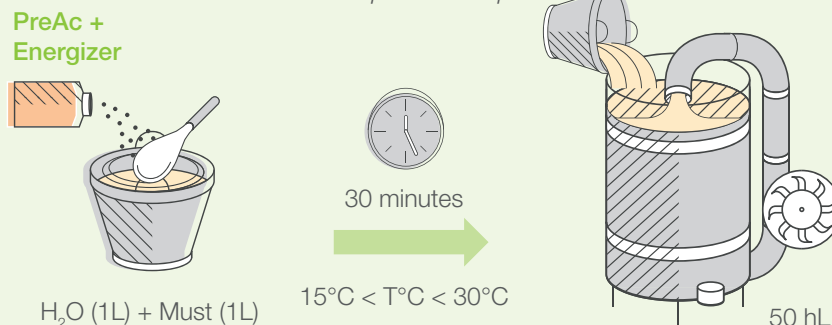 PreAc +
Energizer
30 minutes
15°C < T°C < 30°C
H₂O (1L) + Must (1L)
50 hL